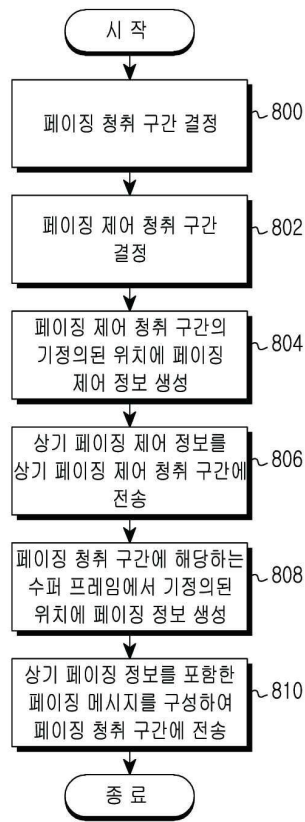 시 작
페이징 청취 구간 결정
800
페이징 제어 청취 구간
결정
802
페이징 제어 청취 구간의
기정의된 위치에 페이징
제어 정보 생성
804
상기 페이징 제어 정보를
상기 페이징 제어 청취 구간에
전송
806
페이징 청취 구간에 해당하는
수퍼 프레임에서 기정의된
위치에 페이징 정보 생성
808
상기 페이징 정보를 포함한
페이징 메시지를 구성하여
페이징 청취 구간에 전송
810
종 료